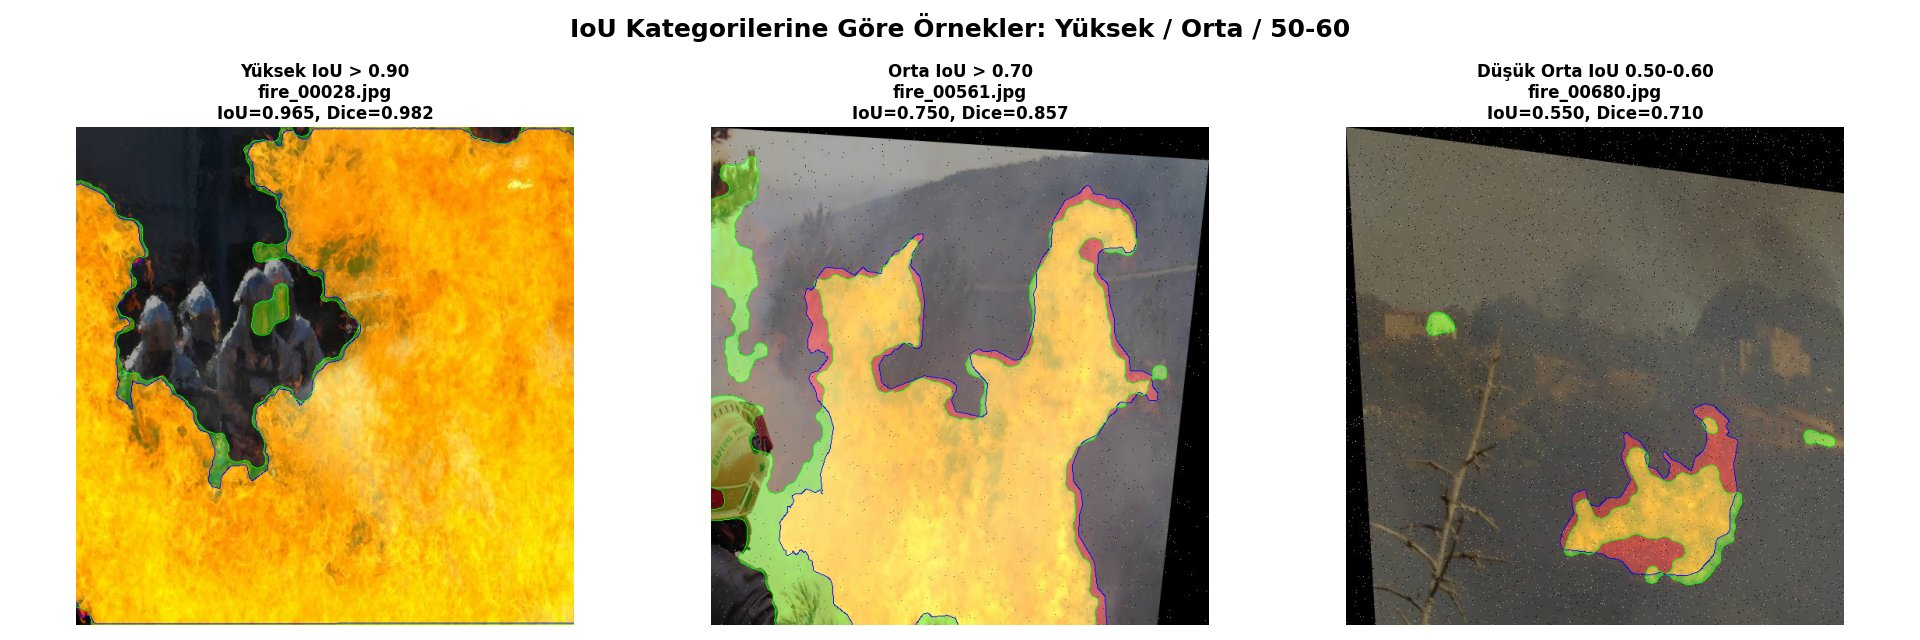 IoU Kategorilerine Göre Örnekler: Yüksek / Orta / 50-60
Yüksek IoU > 0.90
fire_00028.jpg
IoU=0.965, Dice=0.982
Orta IoU > 0.70
fire_00561.jpg
IoU=0.750, Dice=0.857
Düşük Orta IoU 0.50-0.60
fire_00680.jpg
IoU=0.550, Dice=0.710